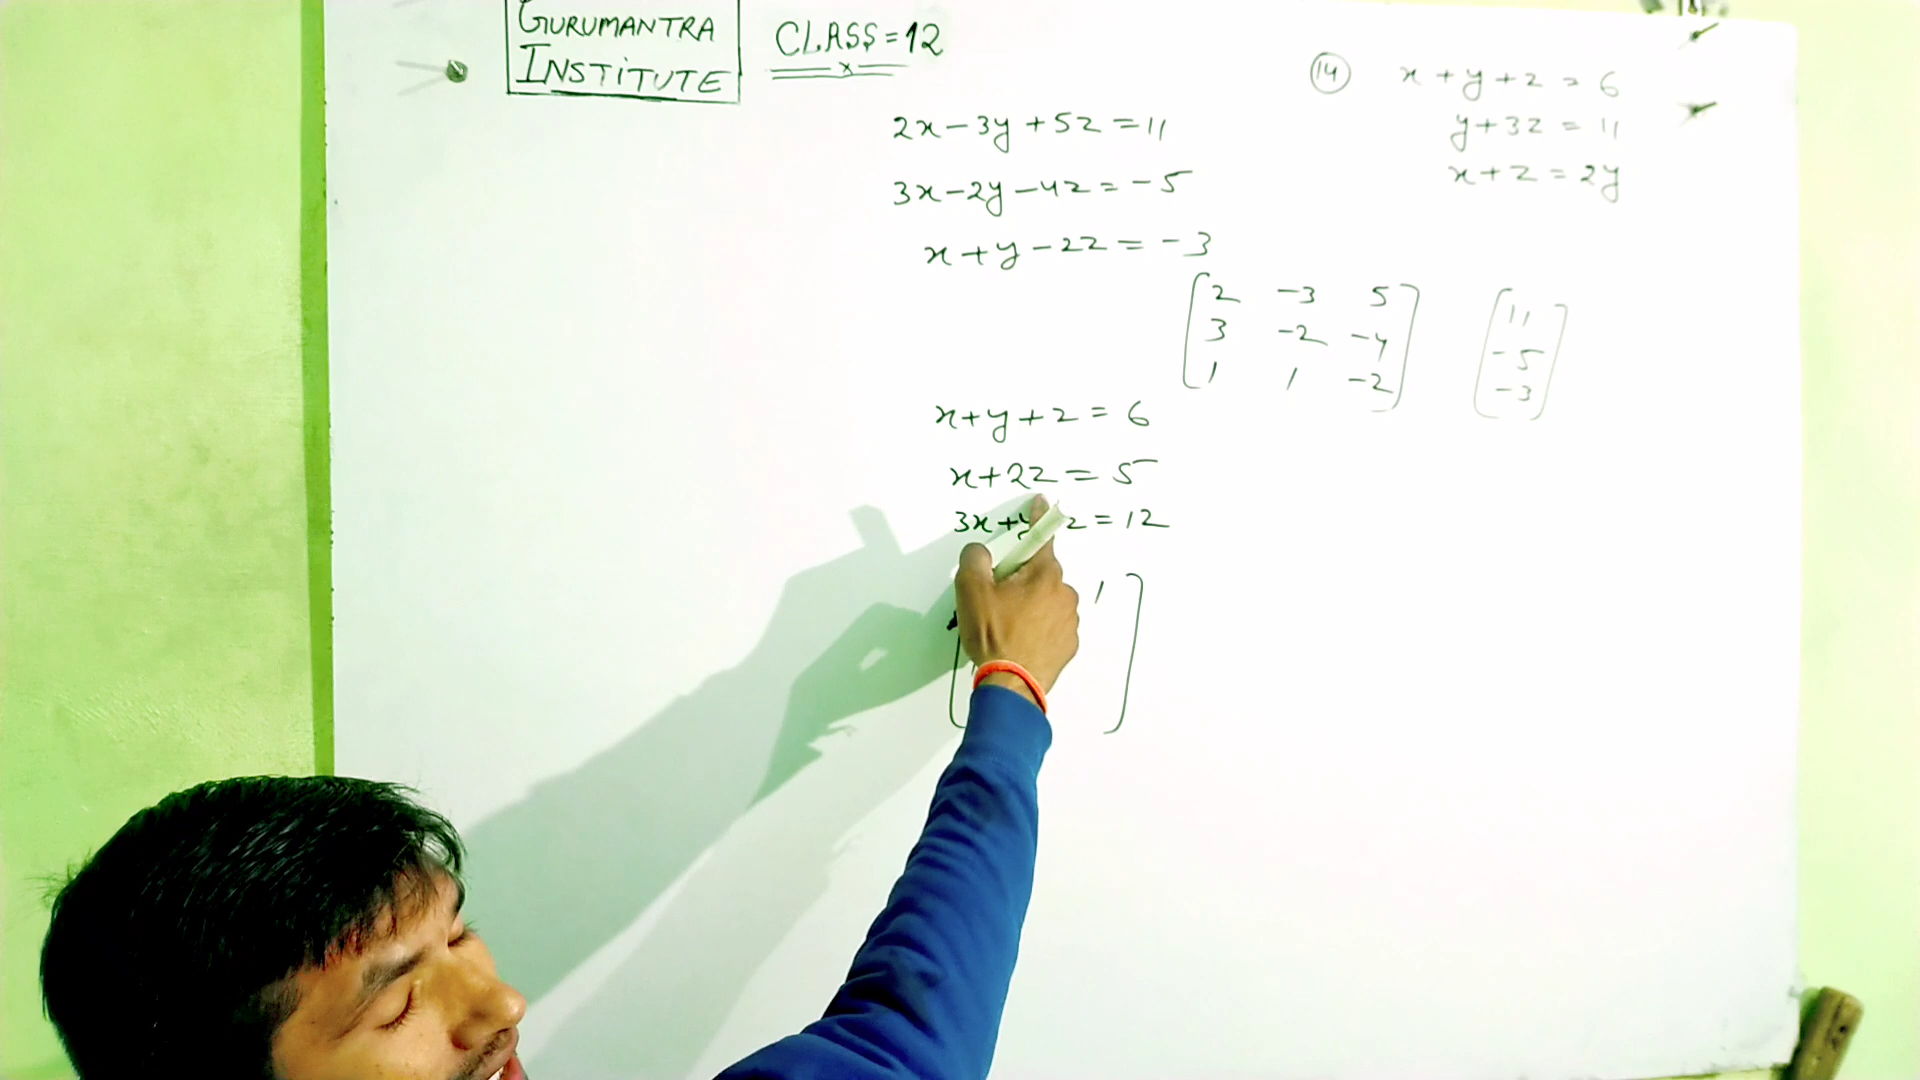 GURUMANTRA
INSTITUTE
CLASS = 12
2x - 3y + 5z = 11
3x - 2y - 4z = -5
x + y - 2z = -3
(14) x + y + z = 6
y + 3z = 11
x + z = 2y
2 -3 5
3 -2 -4
1 1 -2
11
-5
-3
x + y + z = 6
x + 2z = 5
3x + y z = 12
1